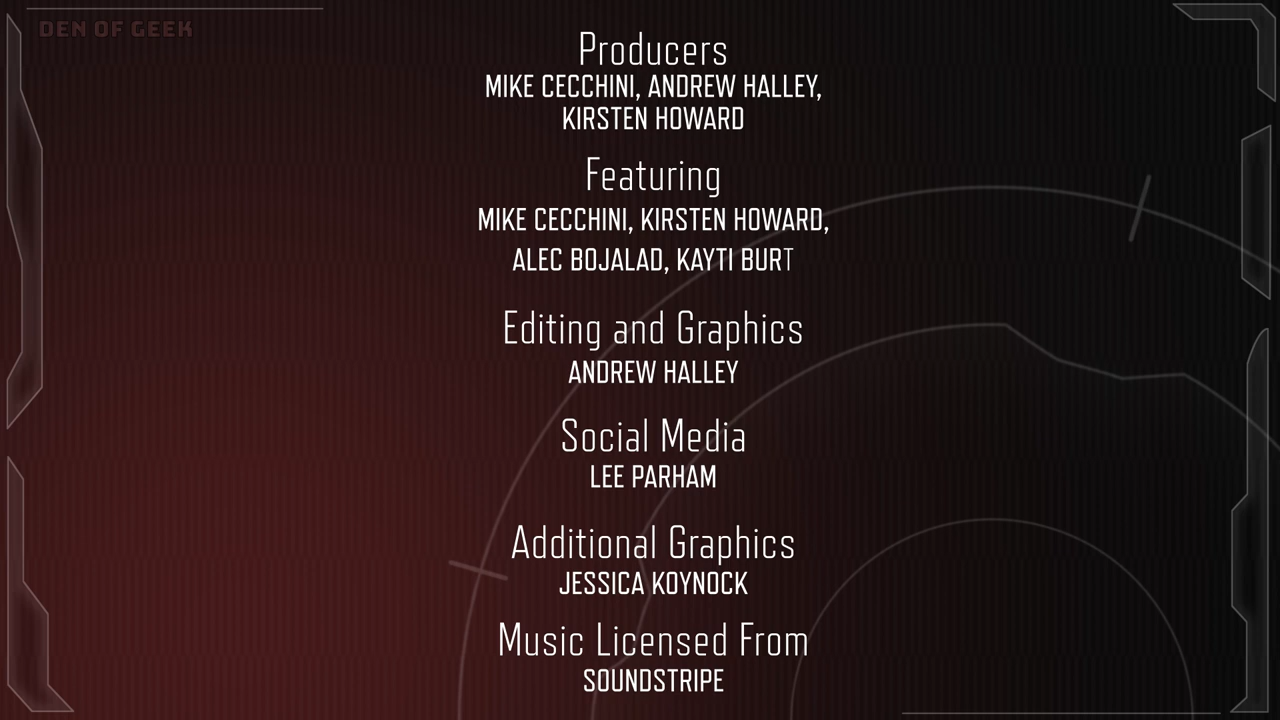 DEN OF GEEK
Producers
MIKE CECCHINI, ANDREW HALLEY,
KIRSTEN HOWARD
Featuring
MIKE CECCHINI, KIRSTEN HOWARD,
ALEC BOJALAD, KAYTI BURT
Editing and Graphics
ANDREW HALLEY
Social Media
LEE PARHAM
Additional Graphics
JESSICA KOYNOCK
Music Licensed From
SOUNDSTRIPE